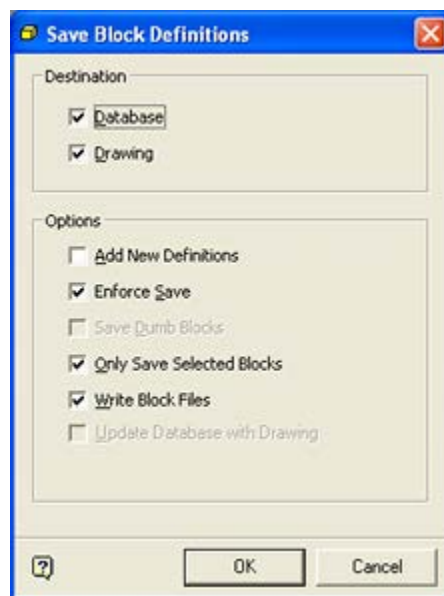 Save Block Definitions
Destination
Database
Drawing
Options
Add New Definitions
Enforce Save
Save Dumb Blocks
Only Save Selected Blocks
Write Block Files
Update Database with Drawing
OK
Cancel